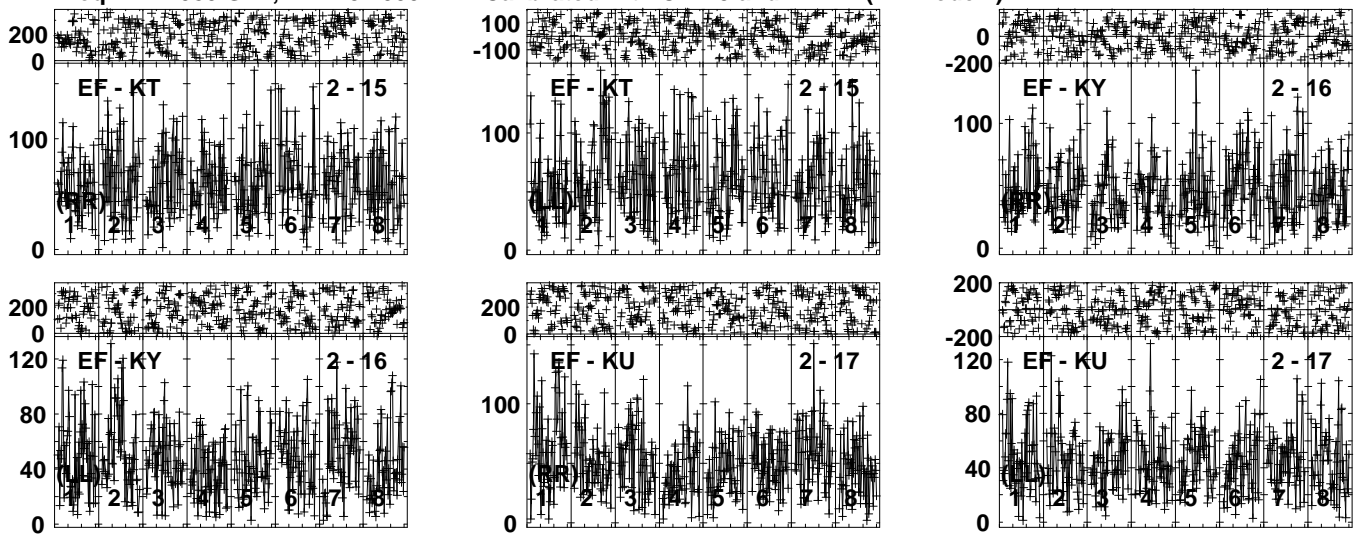 200 100 0
0 -100 -200
EF - KT 2 - 15 EF - KT 2 - 15 EF - KY 2 - 16
100 100 100
(RR) (LL) (RR)
1 2 3 4 5 6 7 8 1 2 3 4 5 6 7 8 1 2 3 4 5 6 7 8
0 0 0
200 200 200
0 0 -200
EF - KY 2 - 16 EF - KU 2 - 17 EF - KU 2 - 17
120 100 120
80 80
40 40
(LL) (RR) (LL)
1 2 3 4 5 6 7 8 1 2 3 4 5 6 7 8 1 2 3 4 5 6 7 8
0 0 0